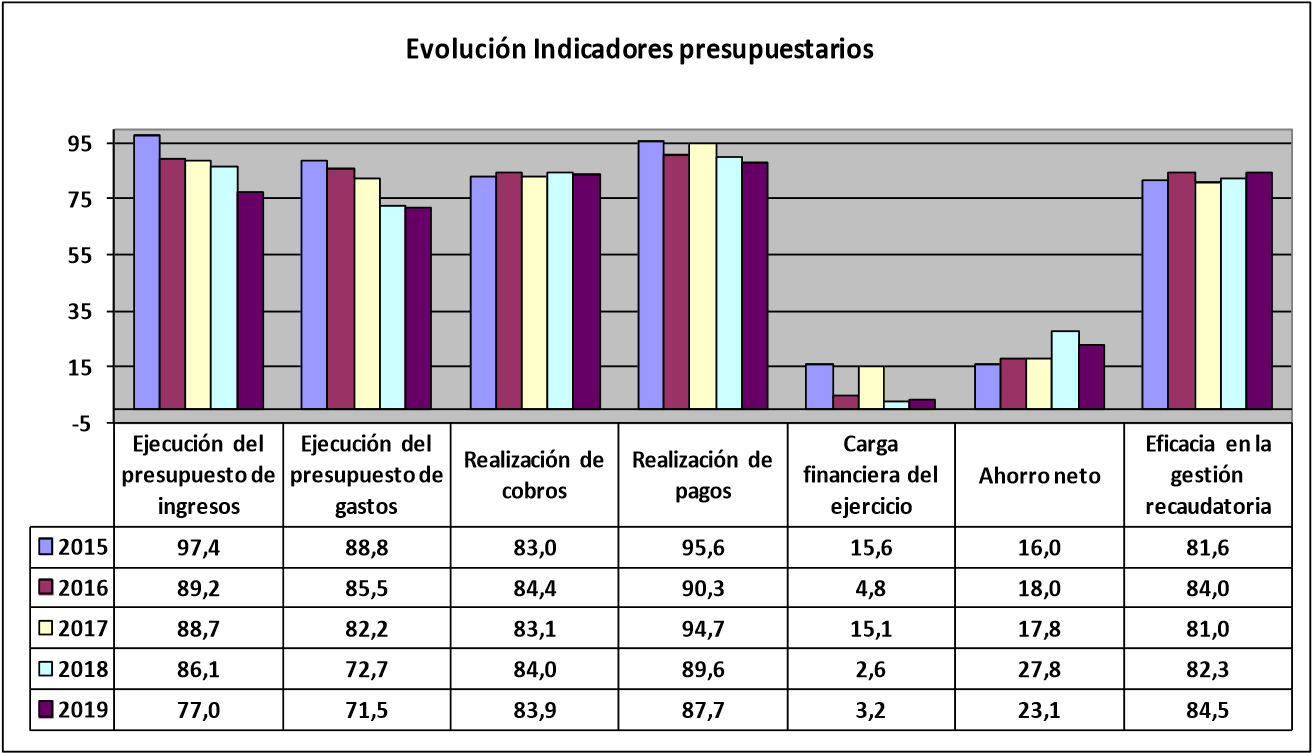 Evolución Indicadores presupuestarios
95
75
55
35
15
-5
Ejecución del presupuesto de ingresos
Ejecución del presupuesto de gastos
Realización de cobros
Realización de pagos
Carga financiera del ejercicio
Ahorro neto
Eficacia en la gestión recaudatoria
2015 97,4 88,8 83,0 95,6 15,6 16,0 81,6
2016 89,2 85,5 84,4 90,3 4,8 18,0 84,0
2017 88,7 82,2 83,1 94,7 15,1 17,8 81,0
2018 86,1 72,7 84,0 89,6 2,6 27,8 82,3
2019 77,0 71,5 83,9 87,7 3,2 23,1 84,5